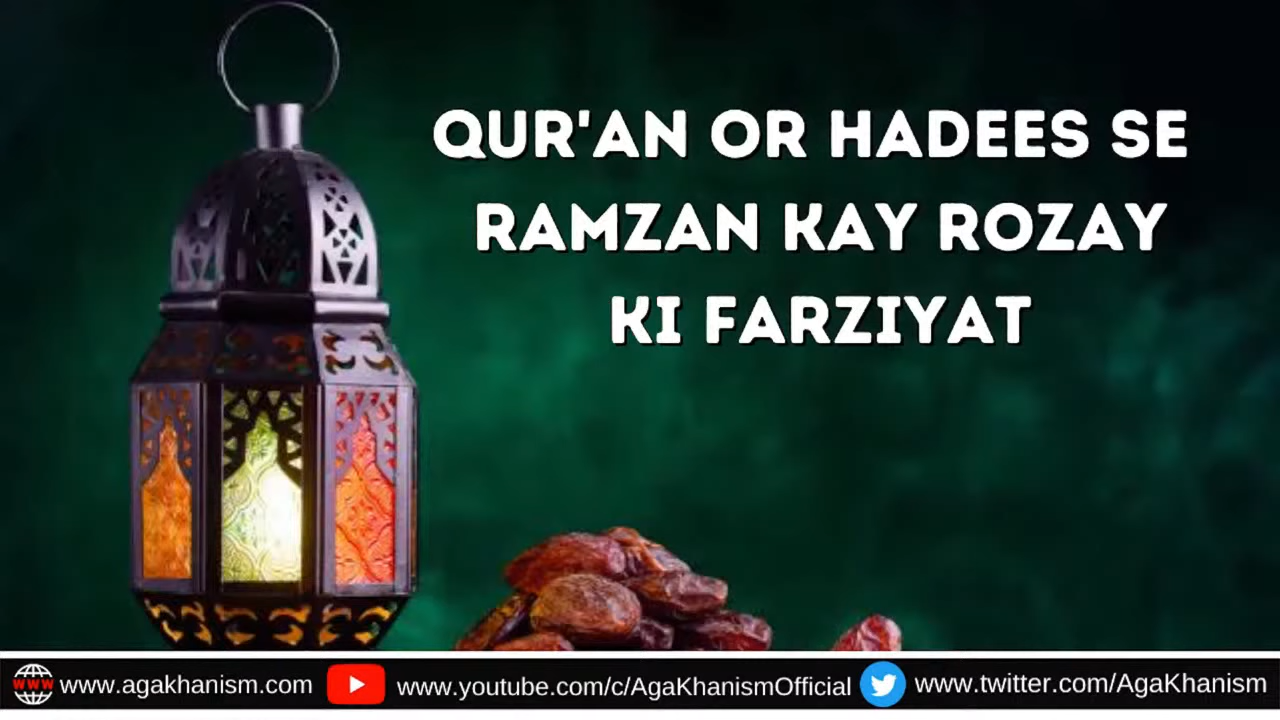 QUR'AN OR HADEES SE
RAMZAN KAY ROZAY
KI FARZIYAT
WWW www.agakhanism.com www.youtube.com/c/AgaKhanismOfficial www.twitter.com/AgaKhanism